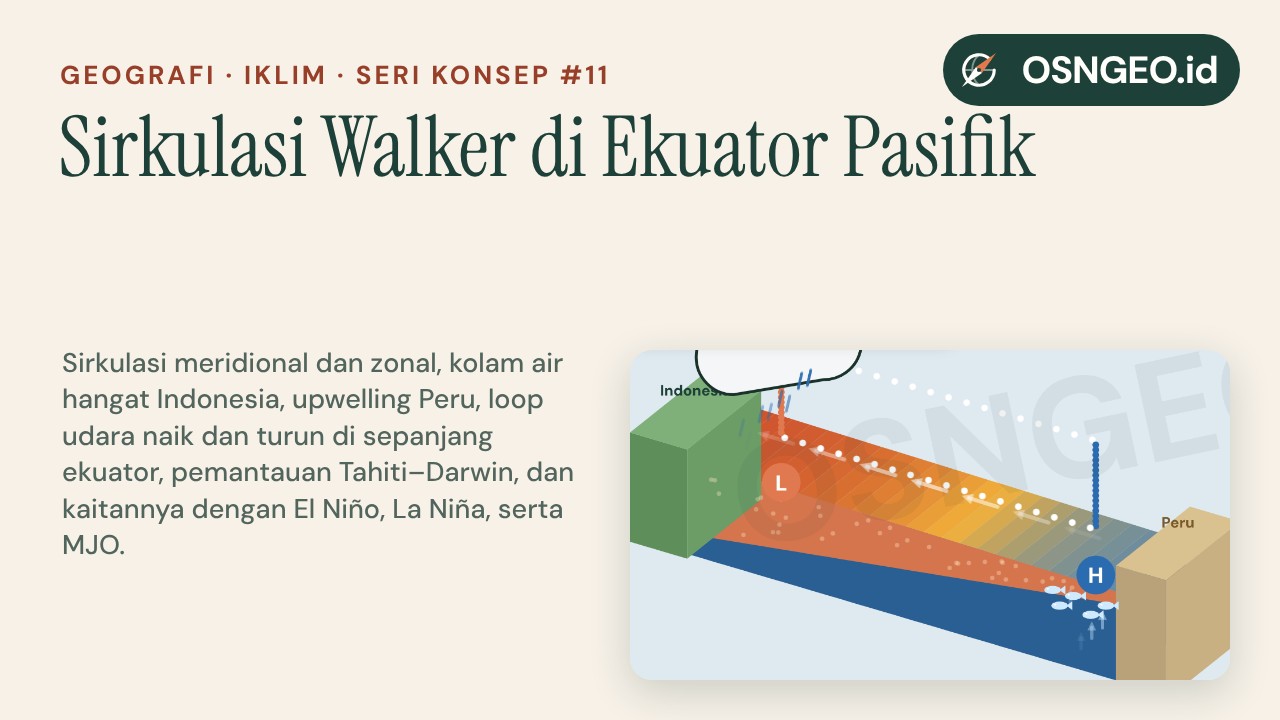 GEOGRAFI · IKLIM · SERI KONSEP #11
OSNGEO.id
Sirkulasi Walker di Ekuator Pasifik
Sirkulasi meridional dan zonal, kolam air
hangat Indonesia, upwelling Peru, loop
udara naik dan turun di sepanjang
ekuator, pemantauan Tahiti–Darwin, dan
kaitannya dengan El Niño, La Niña, serta
MJO.
L
Peru
H